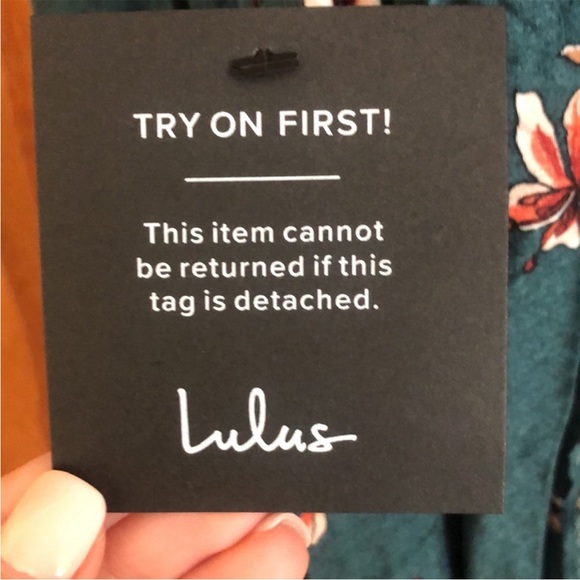 TRY ON FIRST!
This item cannot
be returned if this
tag is detached.
Lulus